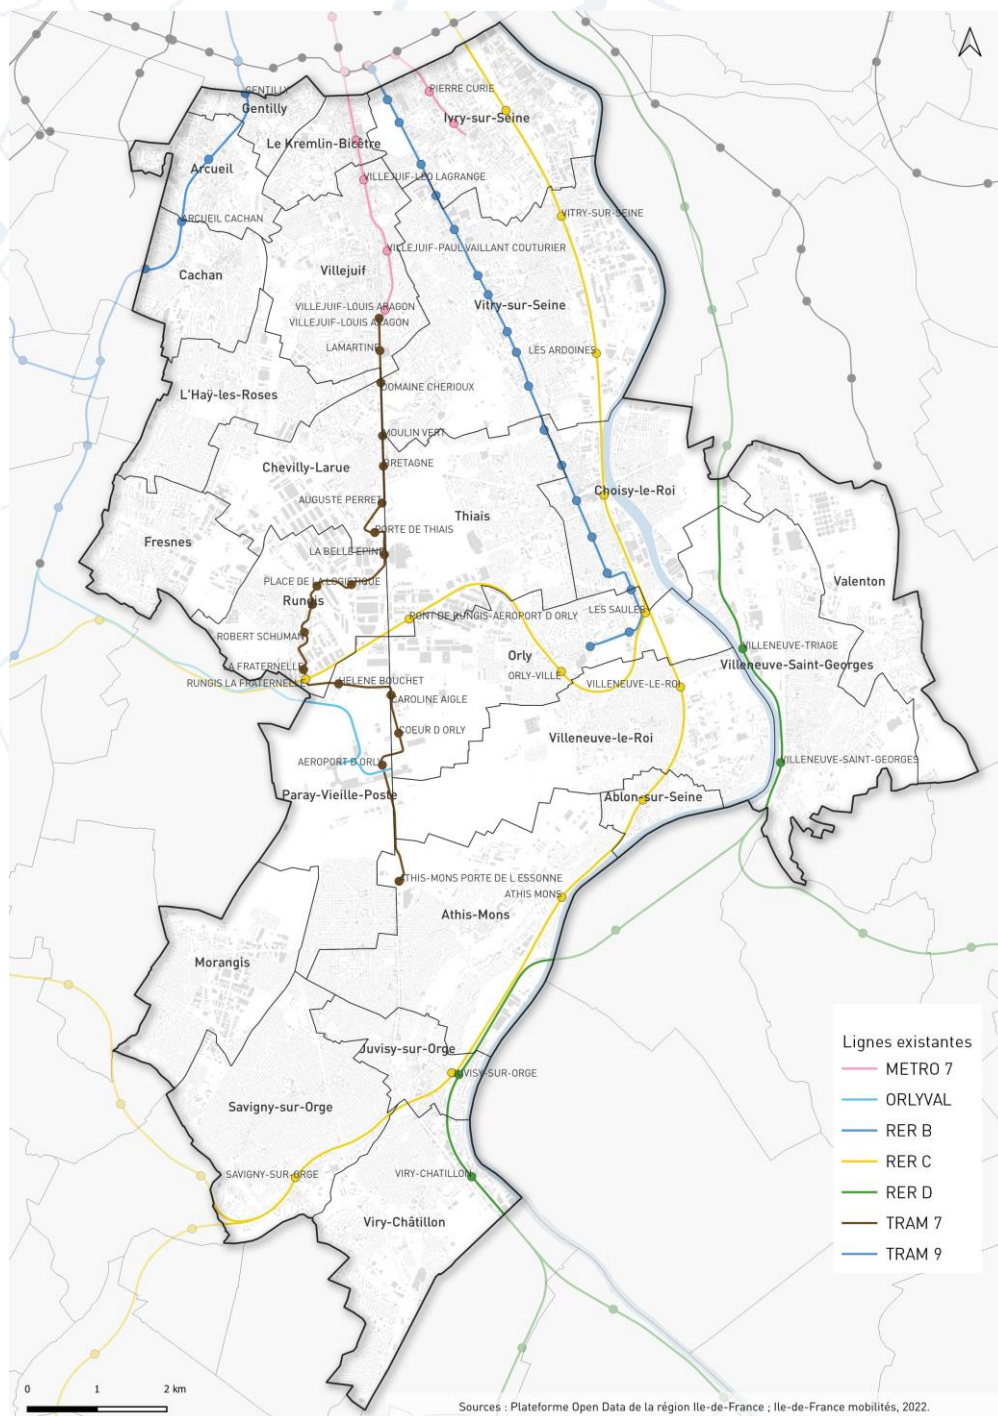 GENTILLY
Gentilly
PIERRE CURIE
Ivry-sur-Seine
Le Kremlin-Bicêtre
Arcueil
VILLEJUIF-LEO LAGRANGE
ARCUEIL CACHAN
VITRY-SUR-SEINE
VILLEJUIF-PAUL VAILLANT COUTURIER
Cachan
Villejuif
Vitry-sur-Seine
VILLEJUIF-LOUIS ARAGON
VILLEJUIF-LOUIS ARAGON
LAMARTINE
LES ARDOINES
DOMAINE CHERIOUX
L'Haÿ-les-Roses
MOULIN VERT
BRETAGNE
Chevilly-Larue
Choisy-le-Roi
AUGUSTE PERRET
Thiais
PORTE DE THIAIS
Fresnes
LA BELLE EPINE
PLACE DE LA LOGISTIQUE
Valenton
Rungis
LES SAULES
PONT DE RUNGIS-AEROPORT D ORLY
ROBERT SCHUMAN
VILLENEUVE-TRIAGE
Orly
Villeneuve-Saint-Georges
LA FRATERNELLE
ORLY-VILLE
RUNGIS LA FRATERNELLE
HELENE BOUCHET
VILLENEUVE-LE-ROI
CAROLINE AIGLE
COEUR D ORLY
Villeneuve-le-Roi
AEROPORT D ORLY
VILLENEUVE-SAINT-GEORGES
Paray-Vieille-Poste
Ablon-sur-Seine
ATHIS-MONS PORTE DE L ESSONNE
ATHIS MONS
Athis-Mons
Morangis
Juvisy-sur-Orge
JUVISY-SUR-ORGE
Savigny-sur-Orge
SAVIGNY-SUR-ORGE
VIRY-CHATILLON
Viry-Châtillon
Lignes existantes
METRO 7
ORLYVAL
RER B
RER C
RER D
TRAM 7
TRAM 9
0 1 2 km
Sources : Plateforme Open Data de la région Ile-de-France ; Ile-de-France mobilités, 2022.